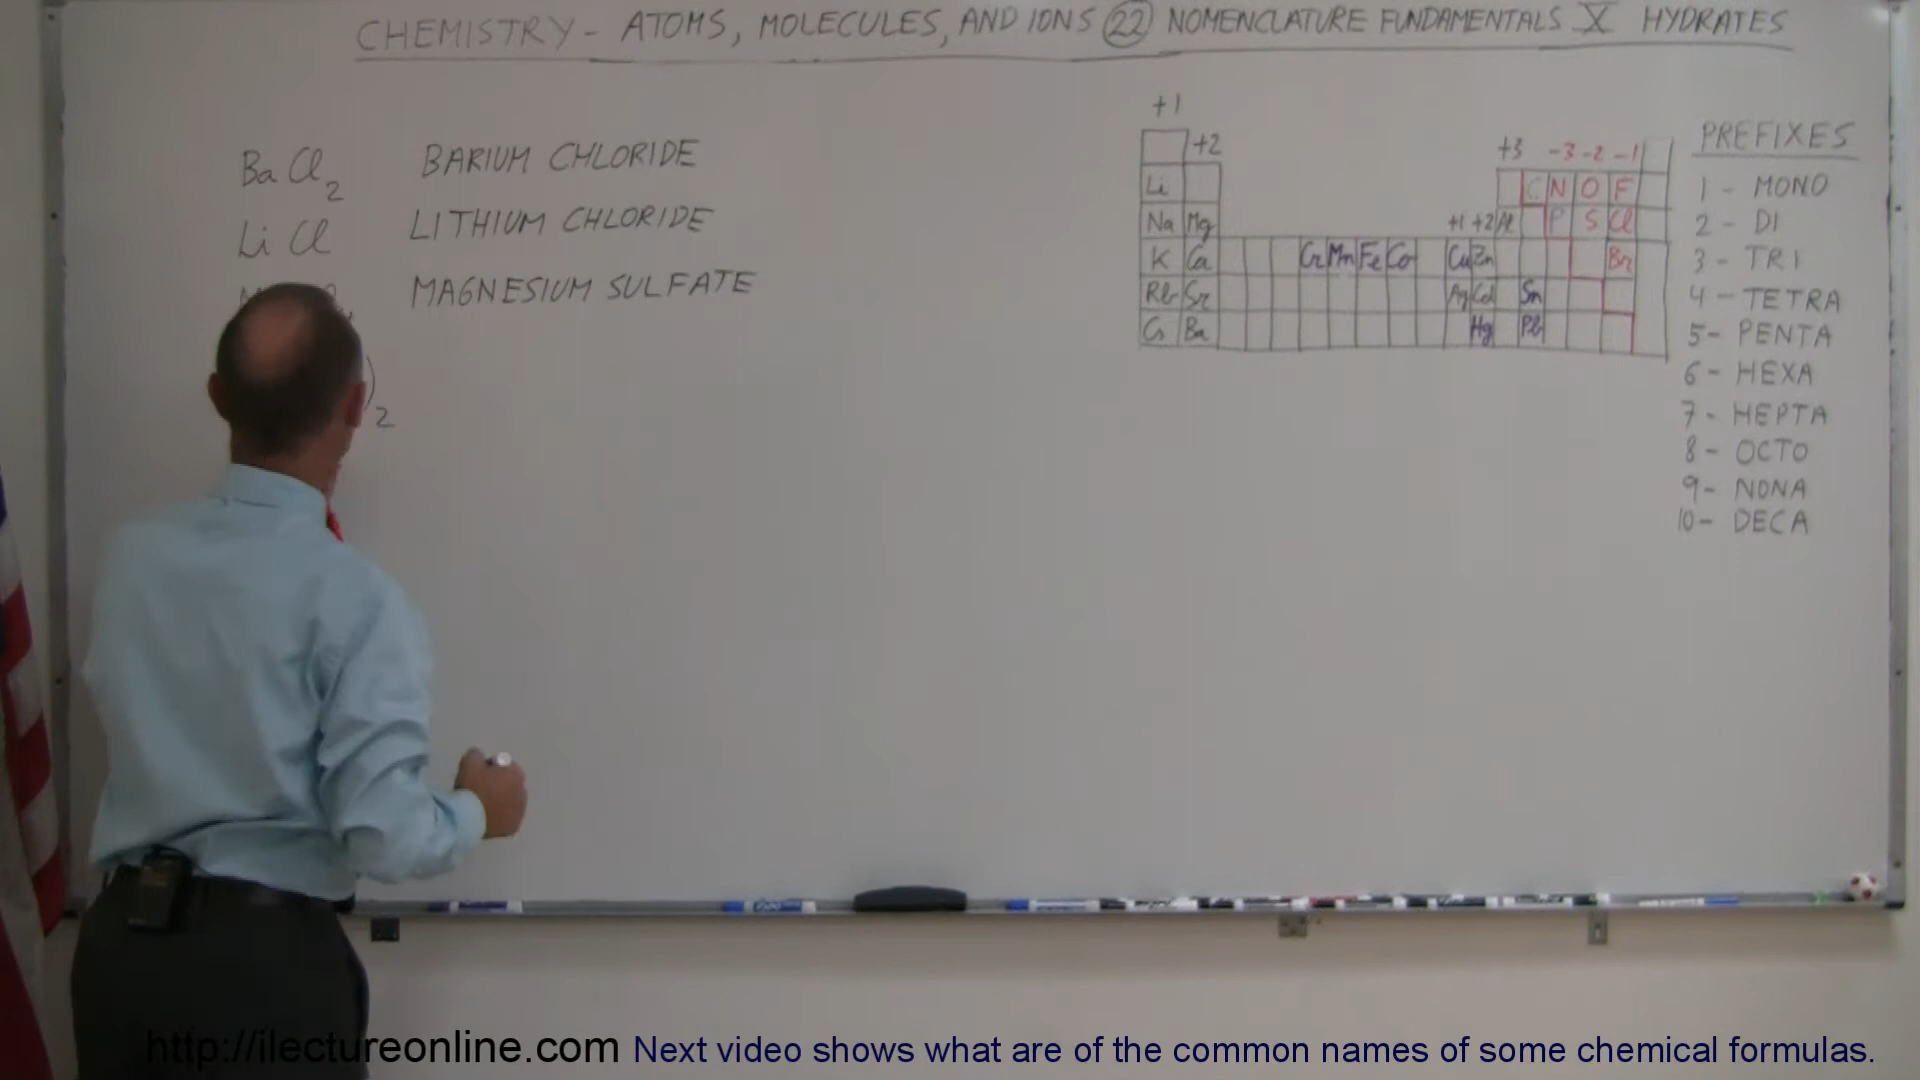 CHEMISTRY - ATOMS, MOLECULES, AND IONS 22 NOMENCLATURE FUNDAMENTALS X HYDRATES
BaCl2 BARIUM CHLORIDE
LiCl LITHIUM CHLORIDE
MAGNESIUM SULFATE
)2
+1
+2 +3 -3 -2 -1
Li C N O F
Na Mg +1 +2 Al P S Cl
K Ca Cr Mn Fe Co Cu Zn Br
Rb Sr Ag Cd Sn
Cs Ba Hg Pb
PREFIXES
1 - MONO
2 - DI
3 - TRI
4 - TETRA
5 - PENTA
6 - HEXA
7 - HEPTA
8 - OCTO
9 - NONA
10 - DECA
http://ilectureonline.com Next video shows what are of the common names of some chemical formulas.